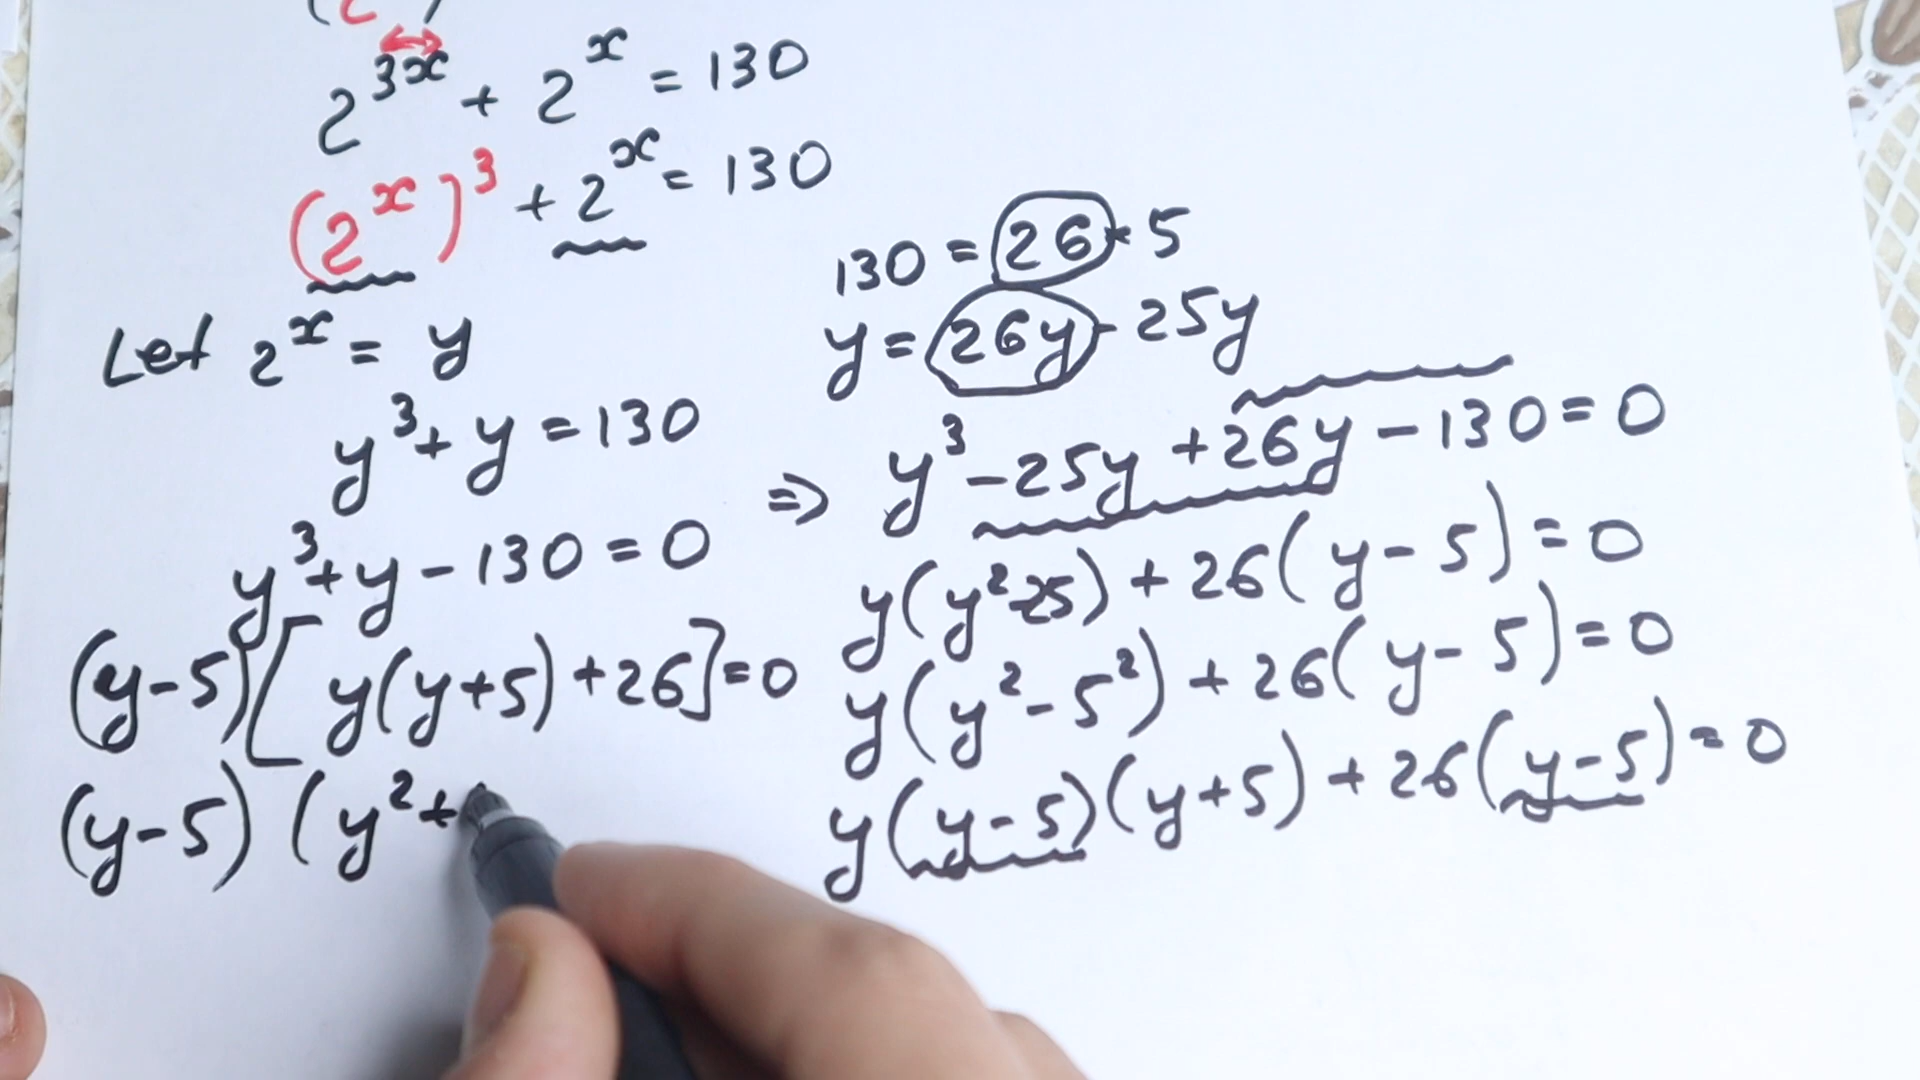 2^{3x} + 2^x = 130
(2^x)^3 + 2^x = 130
Let 2^x = y
y^3 + y = 130
y^3 + y - 130 = 0
(y-5)[y(y+5) + 26] = 0
(y-5)(y^2+
130 = 26 * 5
y = 26y - 25y
=> y^3 - 25y + 26y - 130 = 0
y(y^2-25) + 26(y-5) = 0
y(y^2-5^2) + 26(y-5) = 0
y(y-5)(y+5) + 26(y-5) = 0